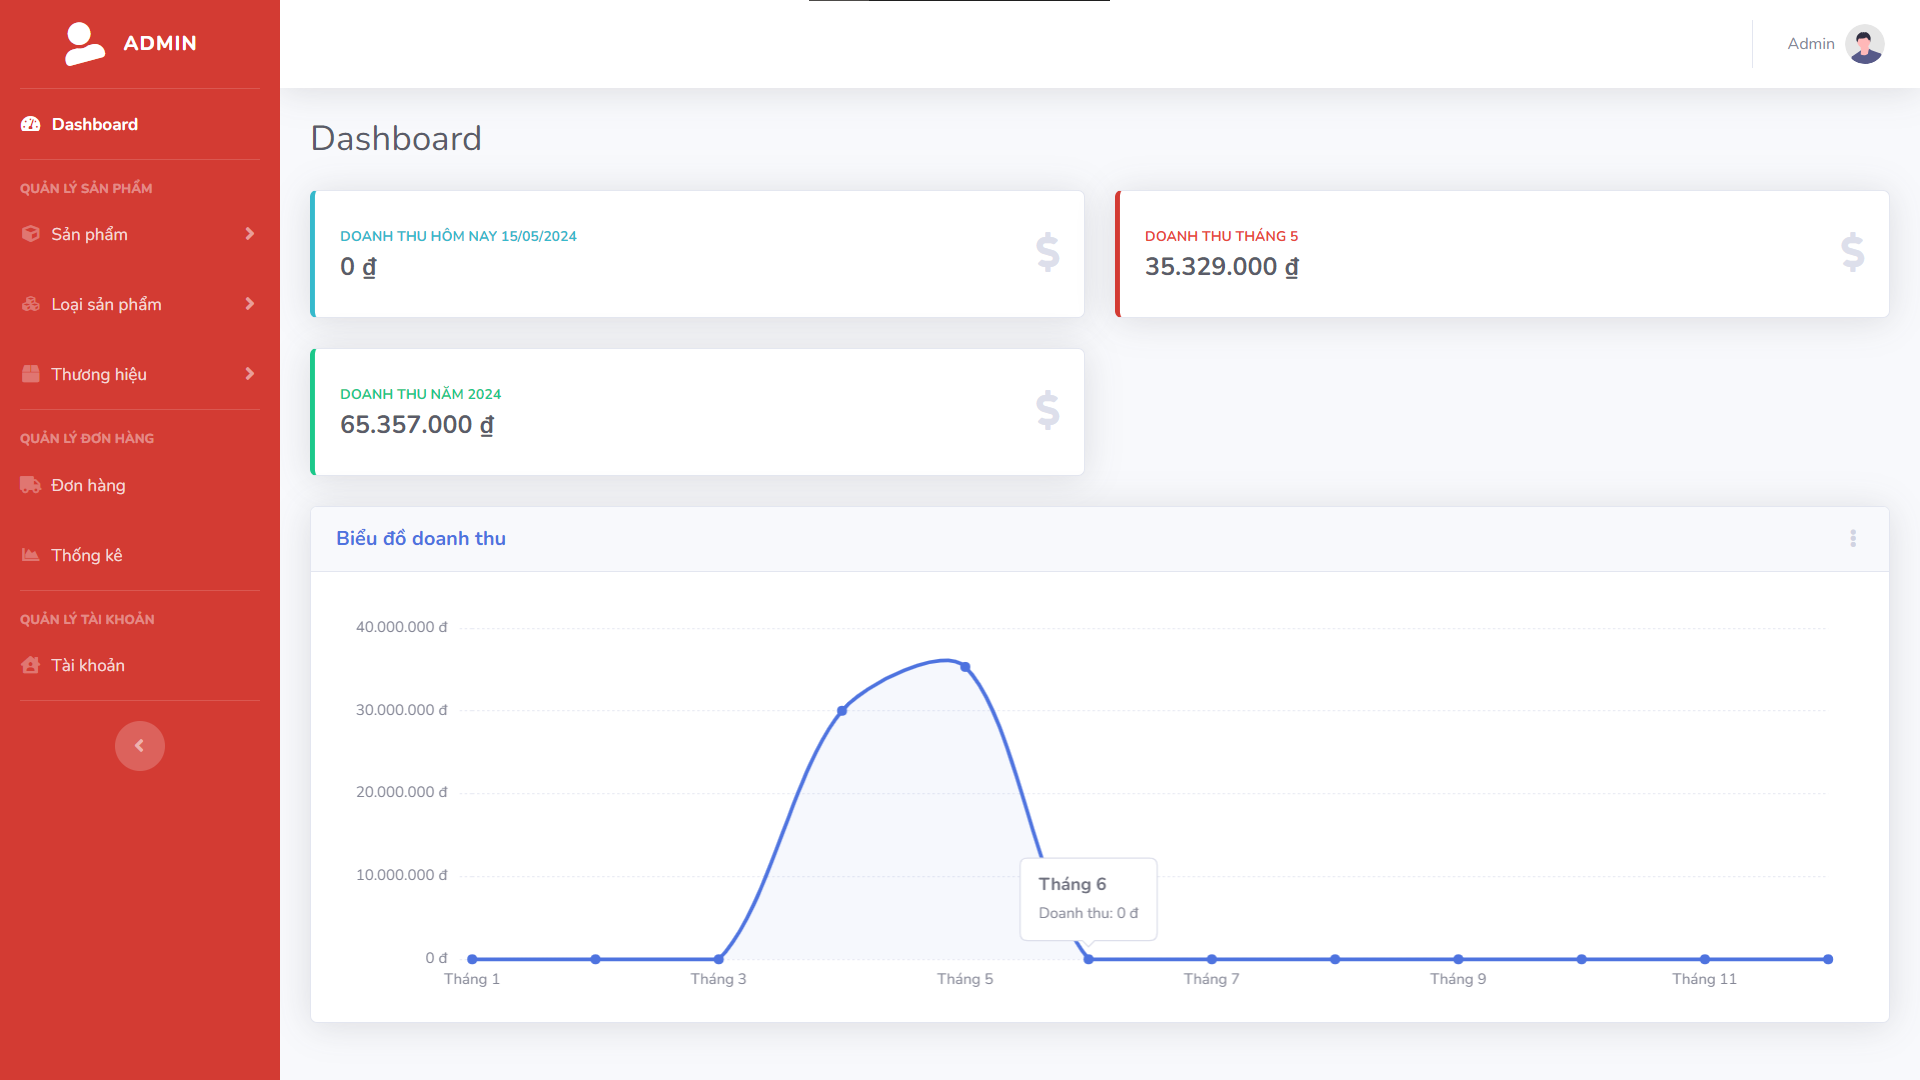 ADMIN
Dashboard
QUẢN LÝ SẢN PHẨM
Sản phẩm
Loại sản phẩm
Thương hiệu
QUẢN LÝ ĐƠN HÀNG
Đơn hàng
Thống kê
QUẢN LÝ TÀI KHOẢN
Tài khoản
Admin
Dashboard
DOANH THU HÔM NAY 15/05/2024
0 ₫
DOANH THU THÁNG 5
35.329.000 ₫
DOANH THU NĂM 2024
65.357.000 ₫
Biểu đồ doanh thu
40.000.000 đ
30.000.000 đ
20.000.000 đ
10.000.000 đ
0 đ
Tháng 6
Doanh thu: 0 đ
Tháng 1
Tháng 3
Tháng 5
Tháng 7
Tháng 9
Tháng 11